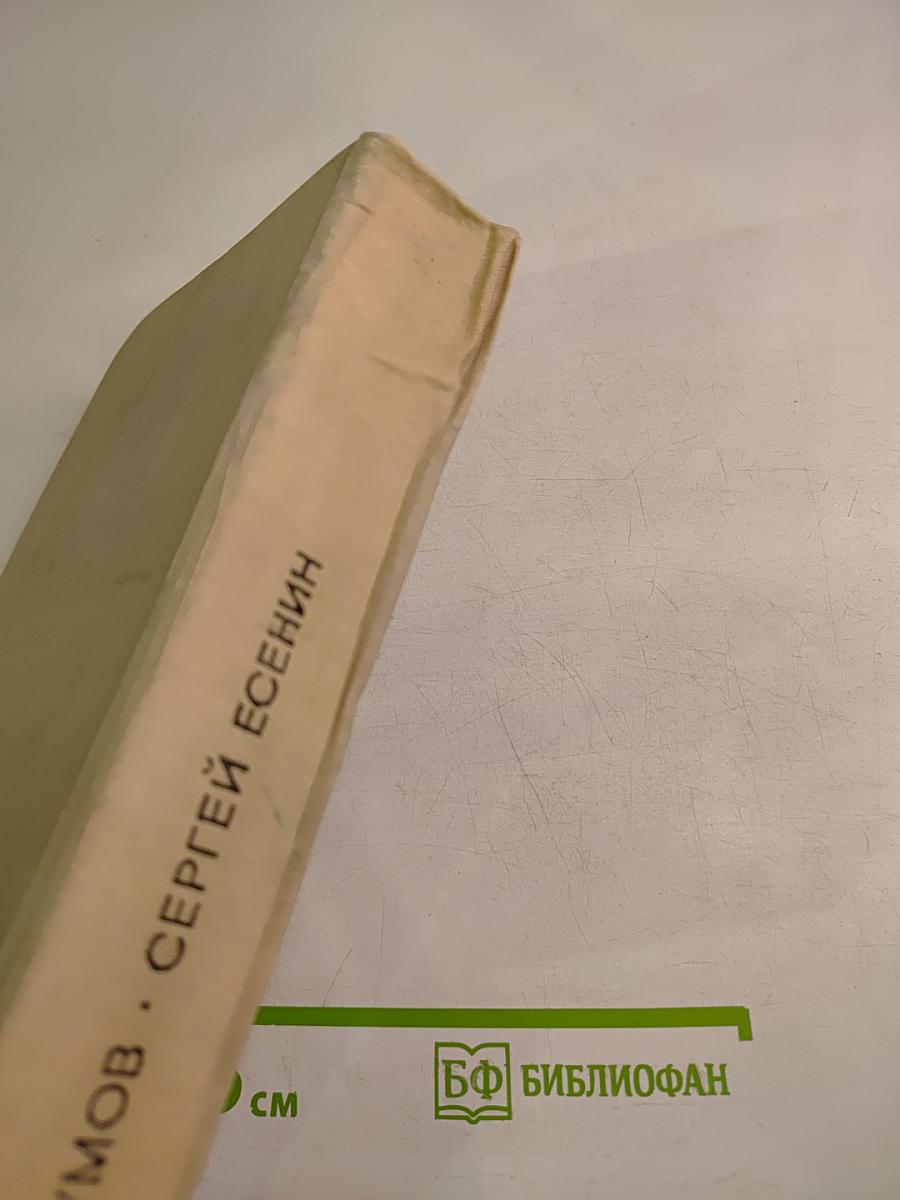 УМОВ · СЕРГЕЙ ЕСЕНИН
см
БФ БИБЛИОФАН